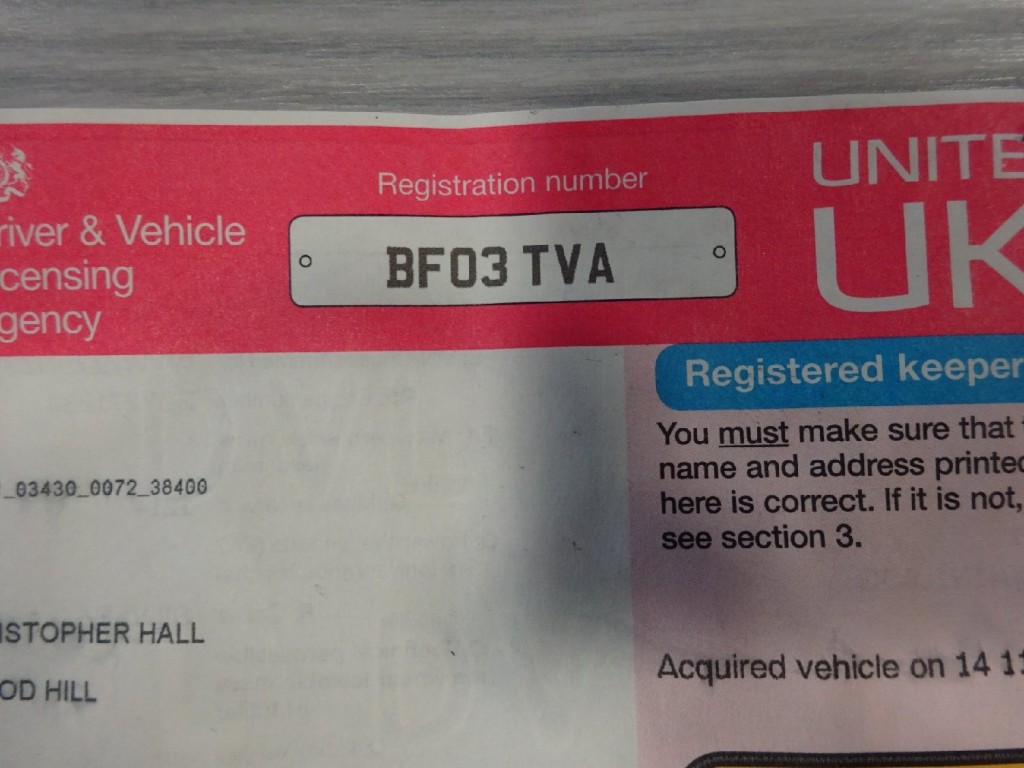 Registration number
UNITE
UK
river & Vehicle
BF03 TVA
censing
gency
Registered keeper
You must make sure that
name and address printed
_03430_0072_38400
here is correct. If it is not,
see section 3.
ISTOPHER HALL
Acquired vehicle on 14 11
OD HILL